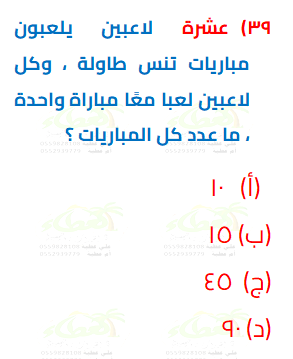 ٣٩) عشرة لاعبين يلعبون
مباريات تنس طاولة ، وكل
لاعبين لعبا معًا مباراة واحدة
، ما عدد كل المباريات ؟
(أ) ١٠
(ب) ١٥
(ج) ٤٥
(د) ٩٠